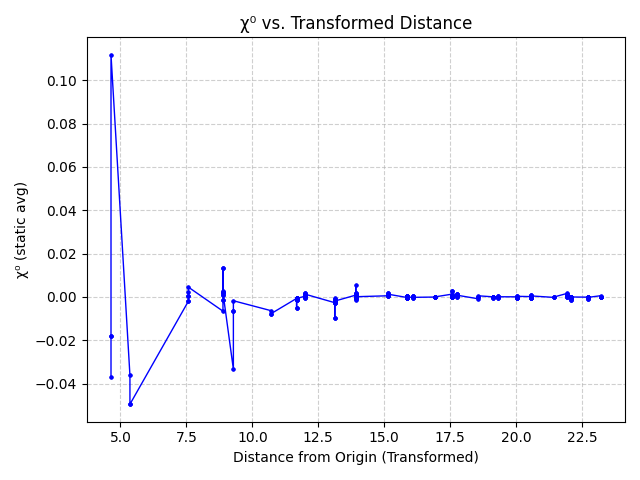 χ⁰ vs. Transformed Distance
χ⁰ (static avg)
0.10
0.08
0.06
0.04
0.02
0.00
−0.02
−0.04
5.0 7.5 10.0 12.5 15.0 17.5 20.0 22.5
Distance from Origin (Transformed)